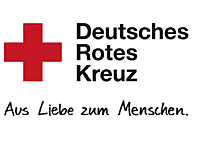 Deutsches
Rotes
Kreuz
Aus Liebe zum Menschen.